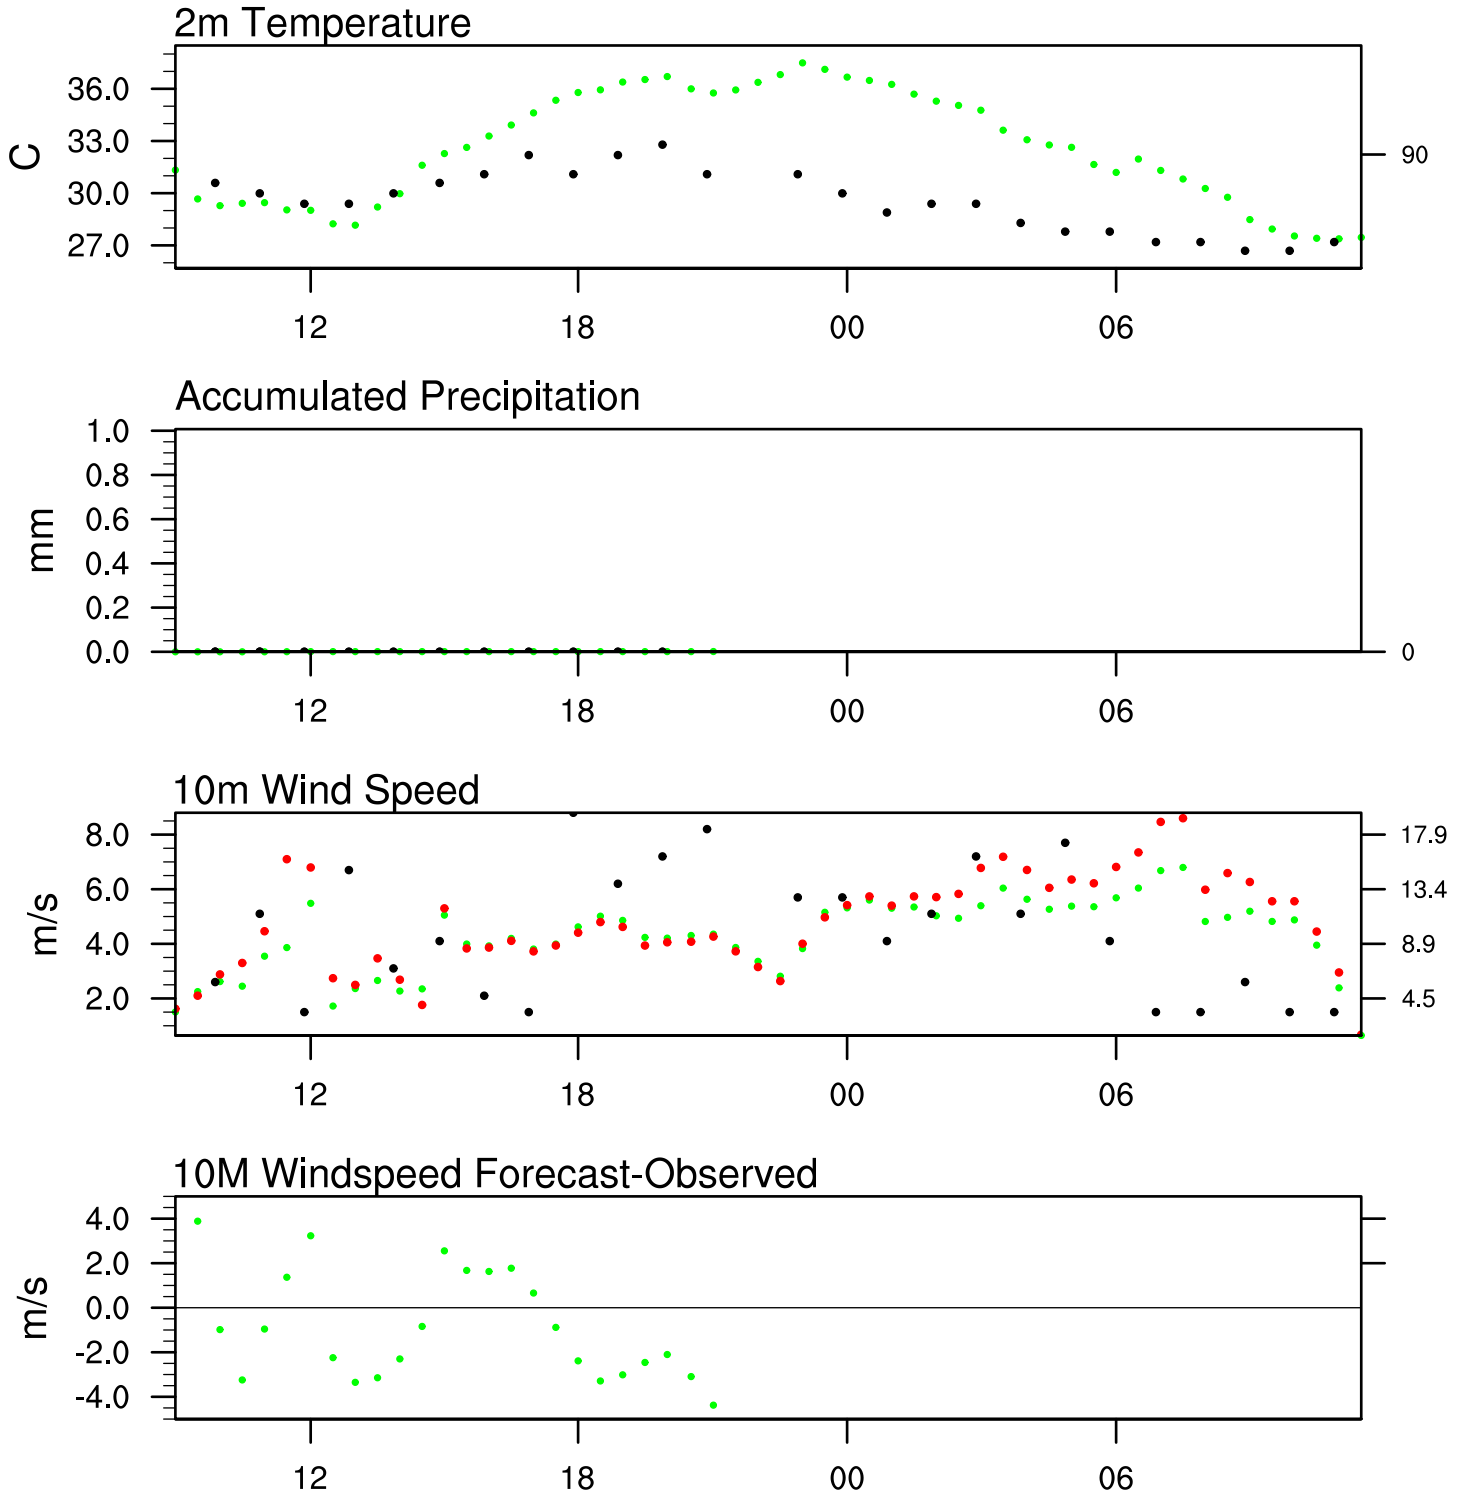 2m Temperature
36.0
33.0
30.0
27.0
C
90
12 18 00 06
Accumulated Precipitation
1.0
0.8
0.6
0.4
0.2
0.0
mm
0
12 18 00 06
10m Wind Speed
8.0
6.0
4.0
2.0
m/s
17.9
13.4
8.9
4.5
12 18 00 06
10M Windspeed Forecast-Observed
4.0
2.0
0.0
-2.0
-4.0
m/s
12 18 00 06